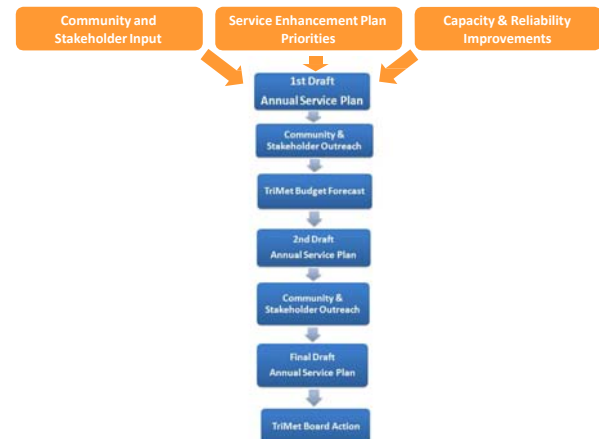 Community and
Stakeholder Input
Service Enhancement Plan
Priorities
Capacity & Reliability
Improvements
1st Draft
Annual Service Plan
Community &
Stakeholder Outreach
TriMet Budget Forecast
2nd Draft
Annual Service Plan
Community &
Stakeholder Outreach
Final Draft
Annual Service Plan
TriMet Board Action